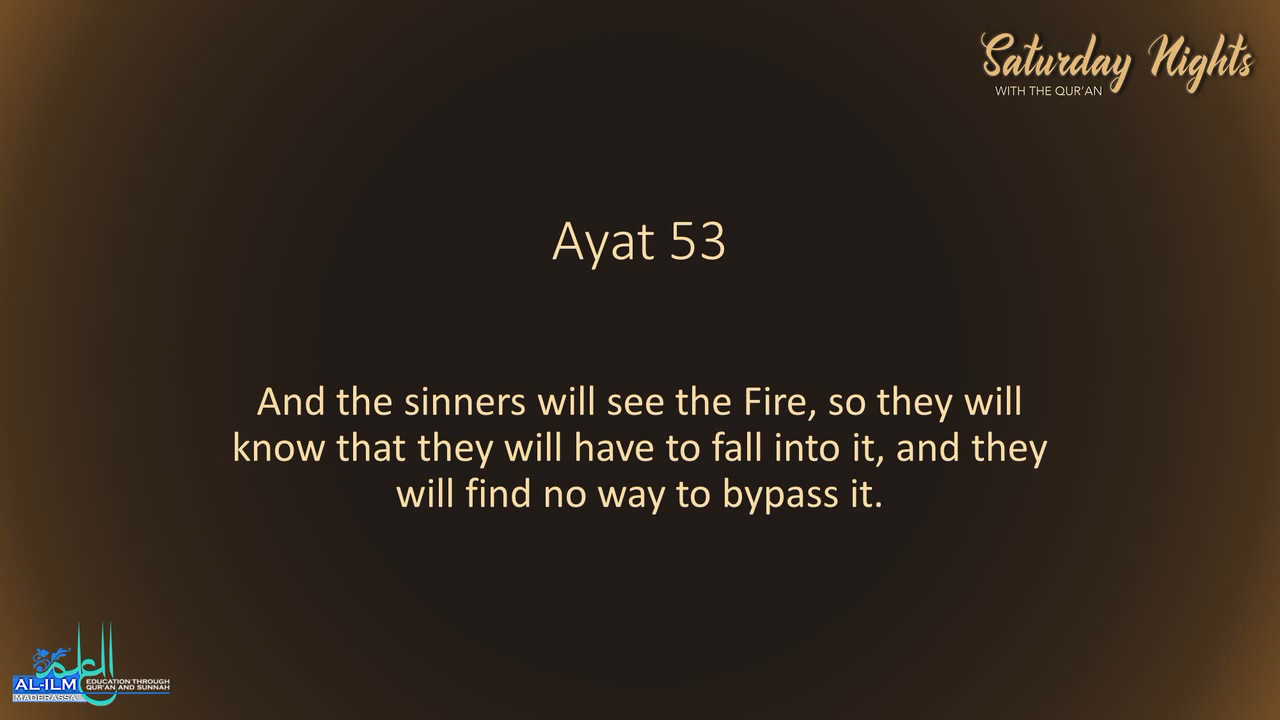 Saturday Nights
WITH THE QUR'AN
Ayat 53
And the sinners will see the Fire, so they will
know that they will have to fall into it, and they
will find no way to bypass it.
العلم
AL-ILM
MADERASSA
EDUCATION THROUGH
QUR'AN AND SUNNAH